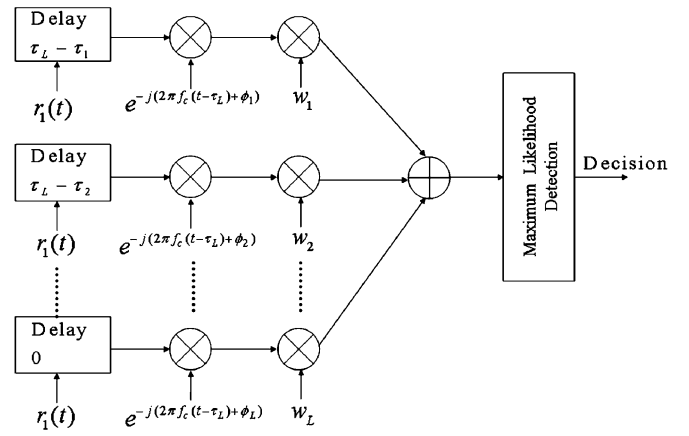 Delay
τ_L − τ_1
r_1(t)
e^{-j(2πf_c(t-τ_L)+φ_1)}
w_1
Delay
τ_L − τ_2
r_1(t)
e^{-j(2πf_c(t-τ_L)+φ_2)}
w_2
Delay
0
r_1(t)
e^{-j(2πf_c(t-τ_L)+φ_L)}
w_L
Maximum Likelihood
Detection
Decision